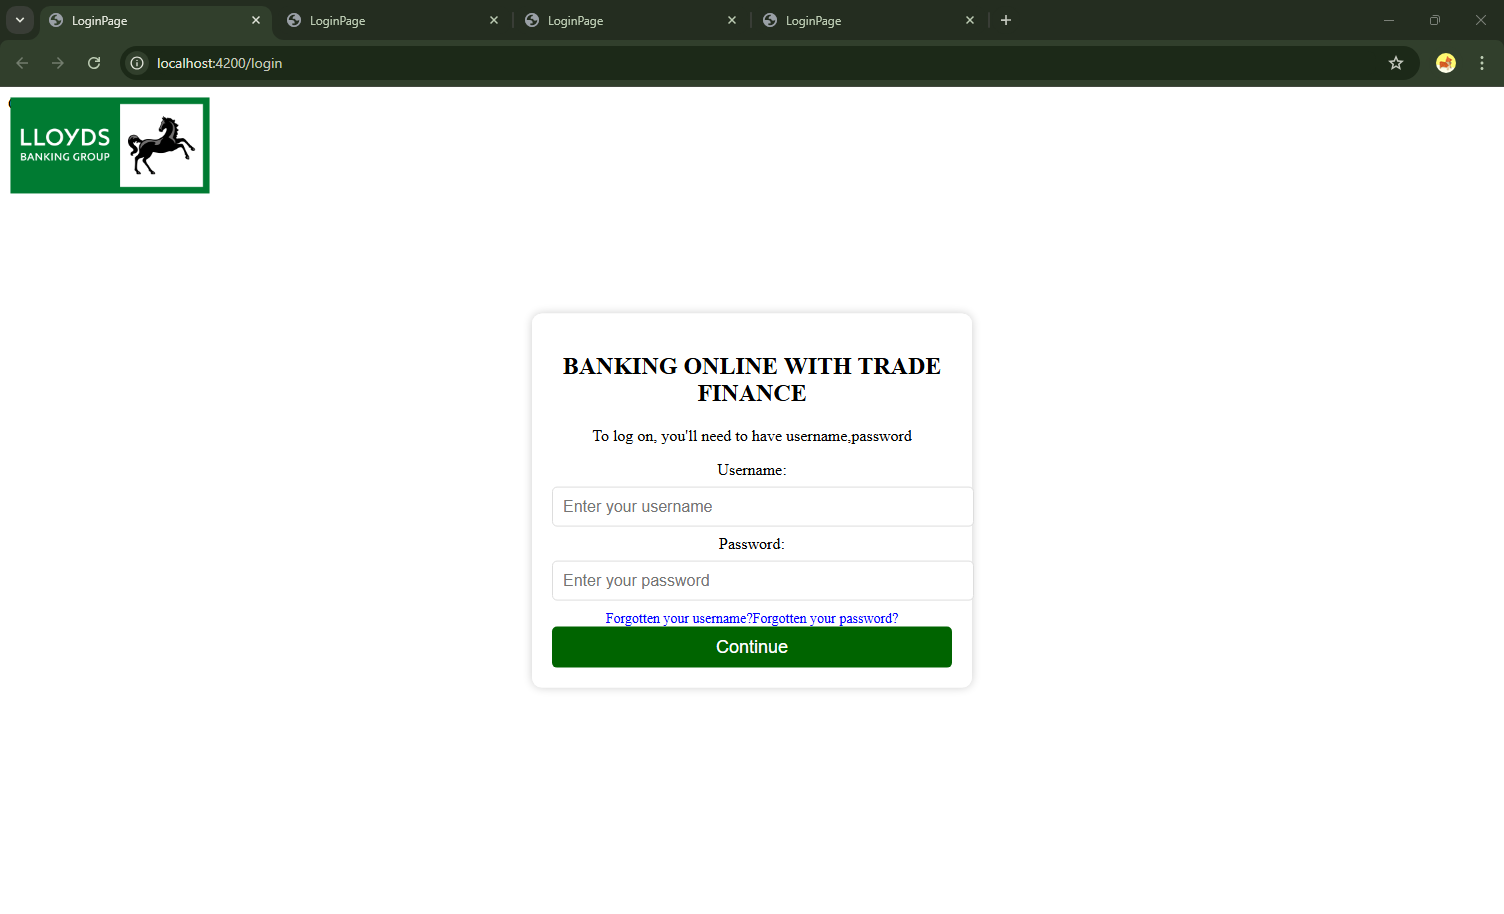 LoginPage
LoginPage
LoginPage
LoginPage
localhost:4200/login
LLOYDS
BANKING GROUP
BANKING ONLINE WITH TRADE
FINANCE
To log on, you'll need to have username,password
Username:
Enter your username
Password:
Enter your password
Forgotten your username?Forgotten your password?
Continue